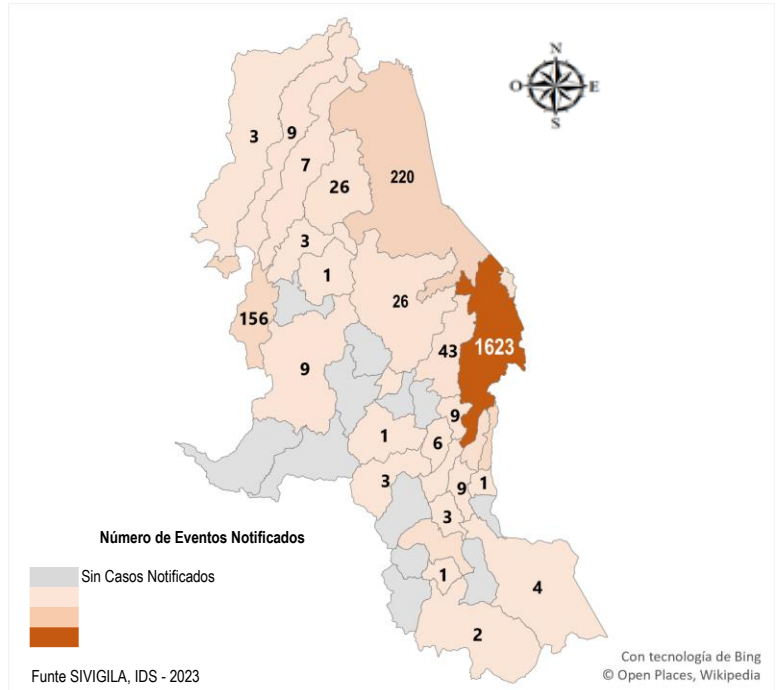 N
O E
S
3
9
7
26
220
3
1
26
156
9
43
1623
9
1
6
3
9
1
3
1
4
2
Número de Eventos Notificados
Sin Casos Notificados
Funte SIVIGILA, IDS - 2023
Con tecnología de Bing
© Open Places, Wikipedia